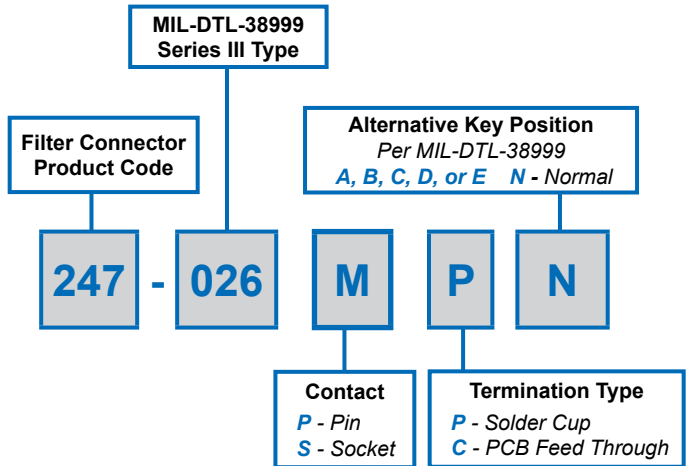 MIL-DTL-38999
Series III Type
Filter Connector
Product Code
Alternative Key Position
Per MIL-DTL-38999
A, B, C, D, or E N - Normal
247 - 026 M P N
Contact
P - Pin
S - Socket
Termination Type
P - Solder Cup
C - PCB Feed Through